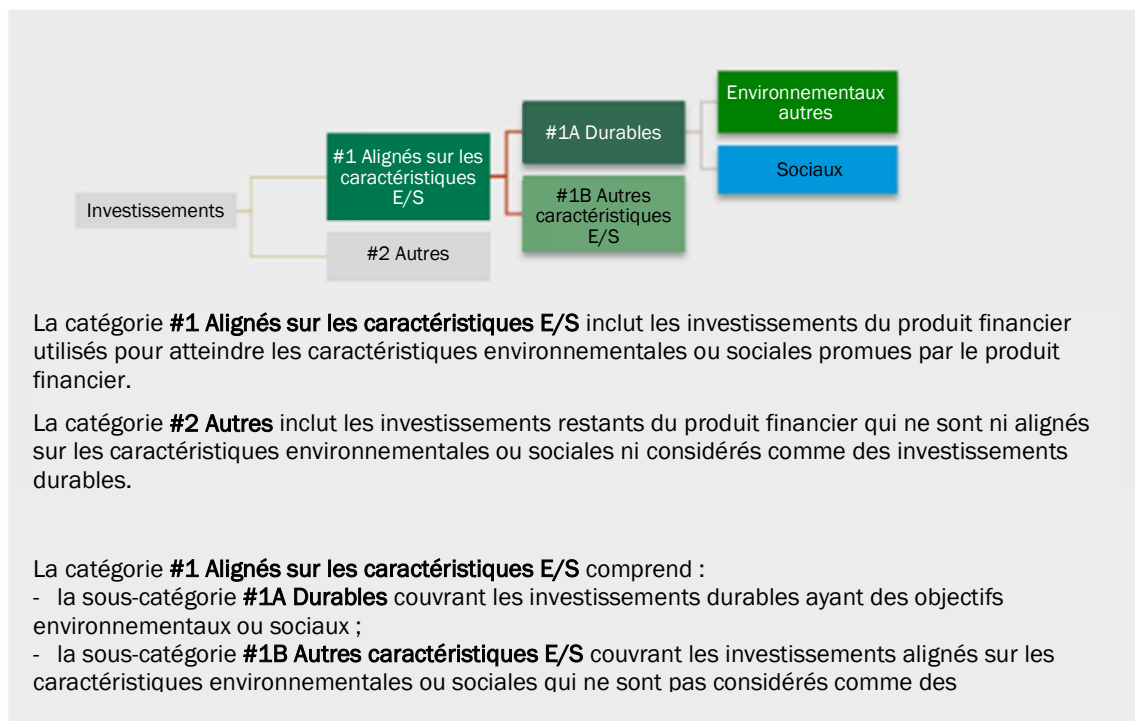 Environnementaux
autres
#1A Durables
#1 Alignés sur les
caractéristiques
E/S
Sociaux
#1B Autres
caractéristiques
E/S
Investissements
#2 Autres
La catégorie #1 Alignés sur les caractéristiques E/S inclut les investissements du produit financier
utilisés pour atteindre les caractéristiques environnementales ou sociales promues par le produit
financier.
La catégorie #2 Autres inclut les investissements restants du produit financier qui ne sont ni alignés
sur les caractéristiques environnementales ou sociales ni considérés comme des investissements
durables.
La catégorie #1 Alignés sur les caractéristiques E/S comprend :
- la sous-catégorie #1A Durables couvrant les investissements durables ayant des objectifs
environnementaux ou sociaux ;
- la sous-catégorie #1B Autres caractéristiques E/S couvrant les investissements alignés sur les
caractéristiques environnementales ou sociales qui ne sont pas considérés comme des